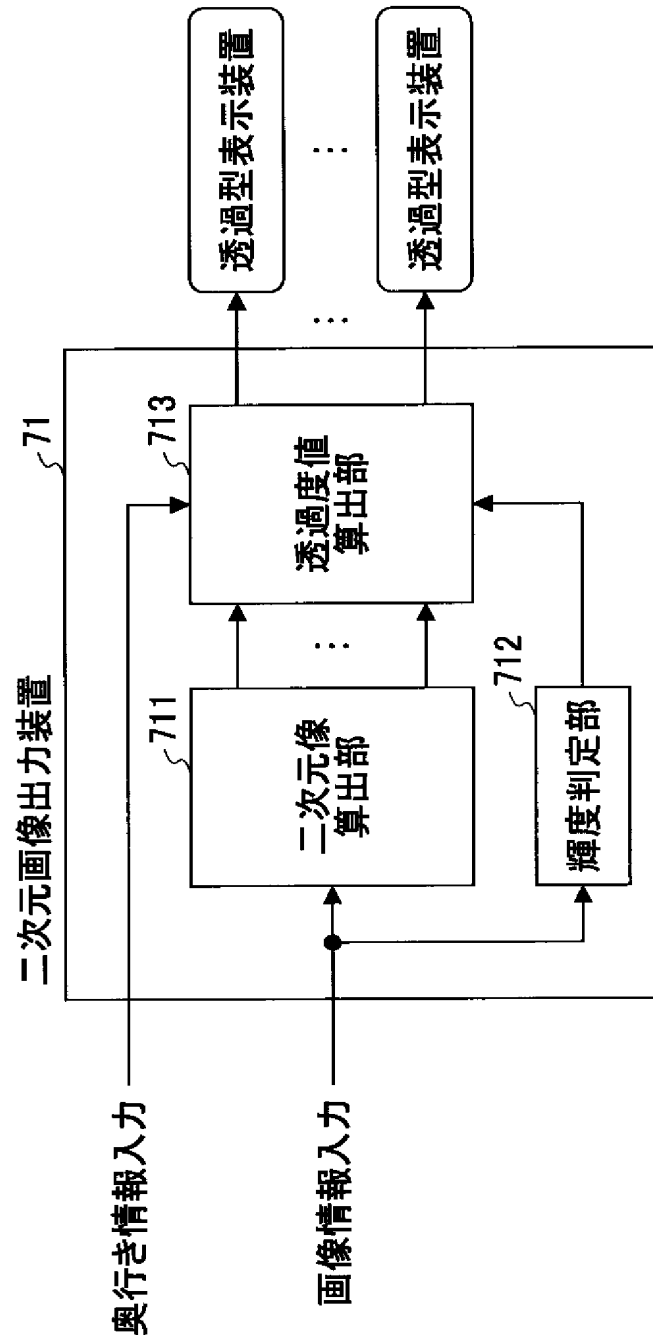 奥行き情報入力
画像情報入力
二次元画像出力装置
71
711
二次元像
算出部
712
輝度判定部
713
透過度値
算出部
…
…
透過型表示装置
…
透過型表示装置